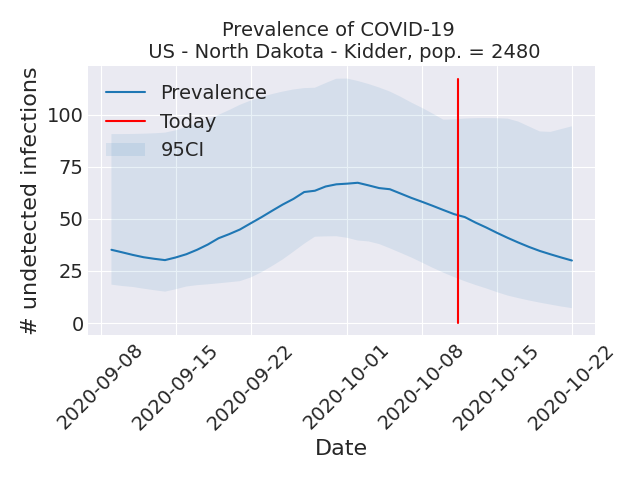 Prevalence of COVID-19
US - North Dakota - Kidder, pop. = 2480
# undetected infections
100
75
50
25
0
Prevalence
Today
95CI
2020-09-08
2020-09-15
2020-09-22
2020-10-01
2020-10-08
2020-10-15
2020-10-22
Date